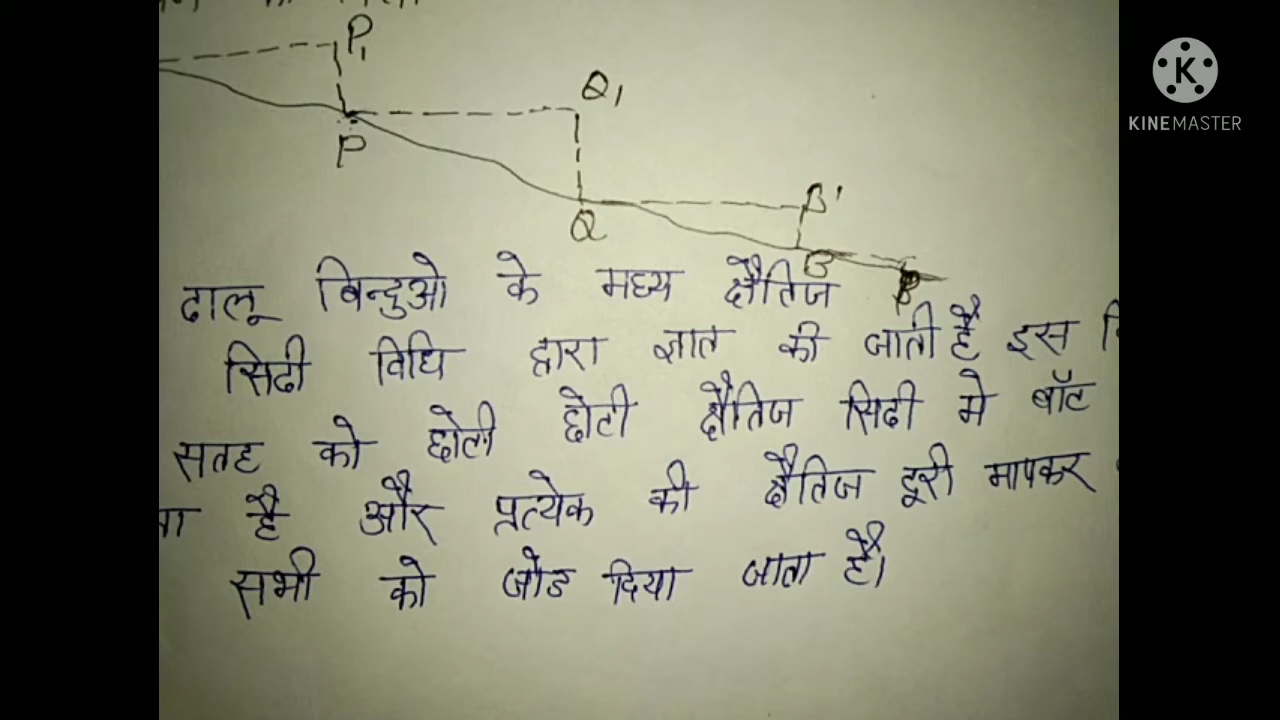 P₁
Q₁
P
B'
Q
B
ढालू बिन्दुओ के मध्य क्षैतिज
सिढी विधि द्वारा ज्ञात की जाती है इस
सतह को छोटी छोटी क्षैतिज सिढी मे बॉट
है और प्रत्येक की क्षैतिज दूरी मापकर
सभी को जोड दिया जाता है।
KINEMASTER